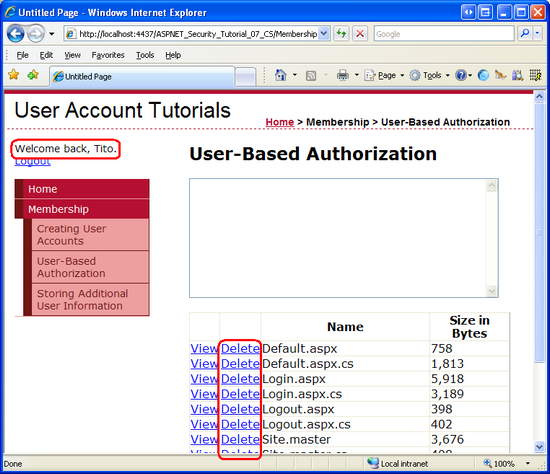 Untitled Page - Windows Internet Explorer
http://localhost:4437/ASPNET_Security_Tutorial_07_CS/Membership
Google
File Edit View Favorites Tools Help
Untitled Page
Page Tools
User Account Tutorials
Home > Membership > User-Based Authorization
Welcome back, Tito.
Logout
User-Based Authorization
Home
Membership
Creating User
Accounts
User-Based
Authorization
Storing Additional
User Information
Name Size in
Bytes
View Delete Default.aspx 758
View Delete Default.aspx.cs 1,813
View Delete Login.aspx 5,918
View Delete Login.aspx.cs 3,189
View Delete Logout.aspx 398
View Delete Logout.aspx.cs 402
View Delete Site.master 3,676
View Delete Site.master.cs
Done Local intranet 100%